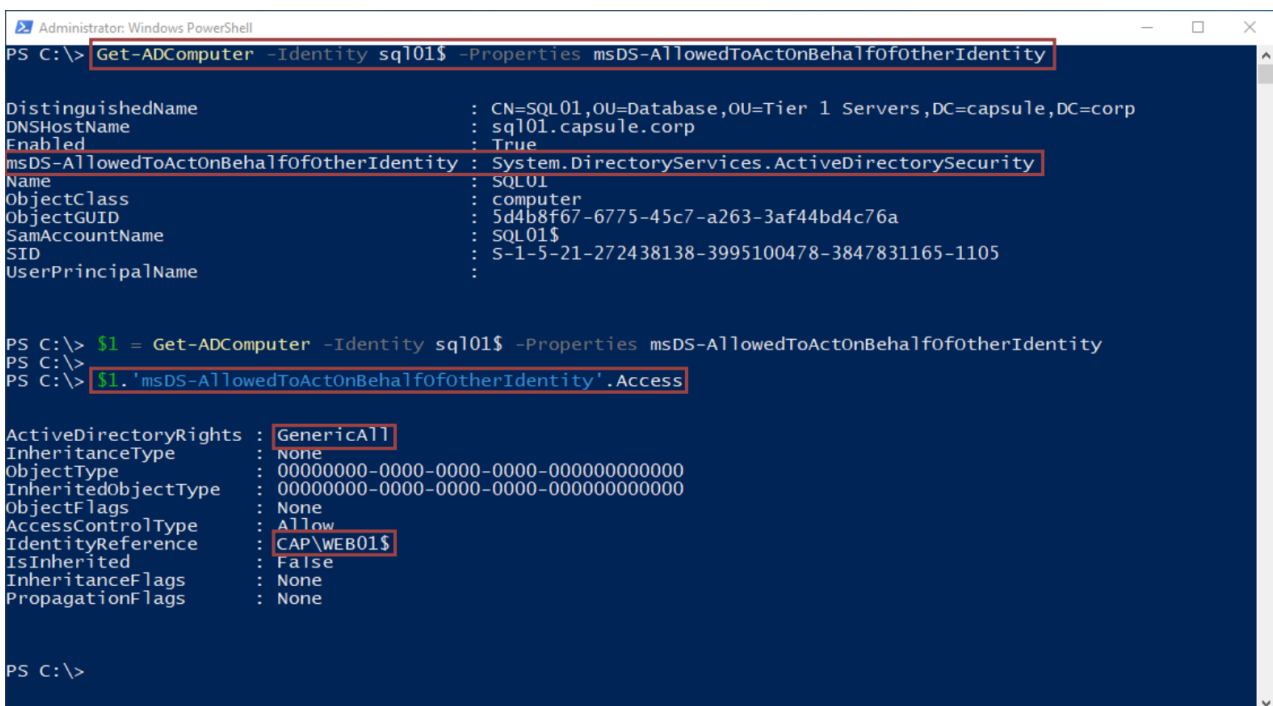 Administrator: Windows PowerShell
PS C:\> Get-ADComputer -Identity sql01$ -Properties msDS-AllowedToActOnBehalfOfOtherIdentity
DistinguishedName : CN=SQL01,OU=Database,OU=Tier 1 Servers,DC=capsule,DC=corp
DNSHostName : sql01.capsule.corp
Enabled : True
msDS-AllowedToActOnBehalfOfOtherIdentity : System.DirectoryServices.ActiveDirectorySecurity
Name : SQL01
ObjectClass : computer
ObjectGUID : 5d4b8f67-6775-45c7-a263-3af44bd4c76a
SamAccountName : SQL01$
SID : S-1-5-21-272438138-3995100478-3847831165-1105
UserPrincipalName :
PS C:\> $1 = Get-ADComputer -Identity sql01$ -Properties msDS-AllowedToActOnBehalfOfOtherIdentity
PS C:\>
PS C:\> $1.'msDS-AllowedToActOnBehalfOfOtherIdentity'.Access
ActiveDirectoryRights : GenericAll
InheritanceType : None
ObjectType : 00000000-0000-0000-0000-000000000000
InheritedObjectType : 00000000-0000-0000-0000-000000000000
ObjectFlags : None
AccessControlType : Allow
IdentityReference : CAP\WEB01$
IsInherited : False
InheritanceFlags : None
PropagationFlags : None
PS C:\>